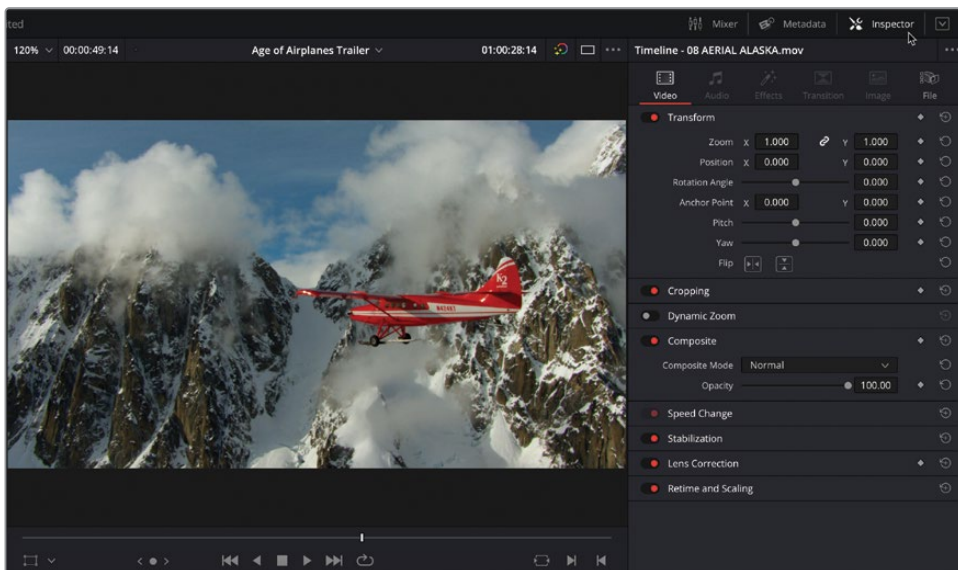 ted
Mixer
Metadata
Inspector
120%
00:00:49:14
Age of Airplanes Trailer
01:00:28:14
Timeline - 08 AERIAL ALASKA.mov
Video
Audio
Effects
Transition
Image
File
Transform
Zoom X 1.000 Y 1.000
Position X 0.000 Y 0.000
Rotation Angle 0.000
Anchor Point X 0.000 Y 0.000
Pitch 0.000
Yaw 0.000
Flip
Cropping
Dynamic Zoom
Composite
Composite Mode Normal
Opacity 100.00
Speed Change
Stabilization
Lens Correction
Retime and Scaling
K2